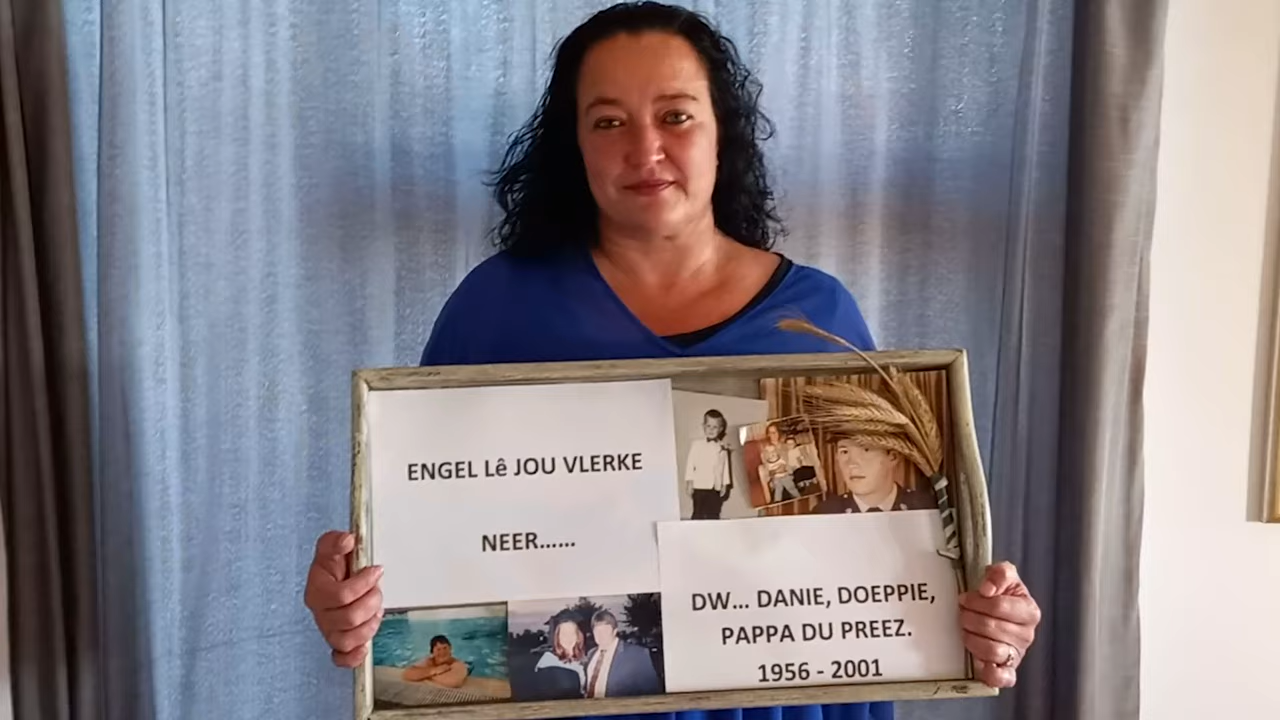 ENGEL Lê JOU VLERKE
NEER......
DW... DANIE, DOEPPIE,
PAPPA DU PREEZ.
1956 - 2001